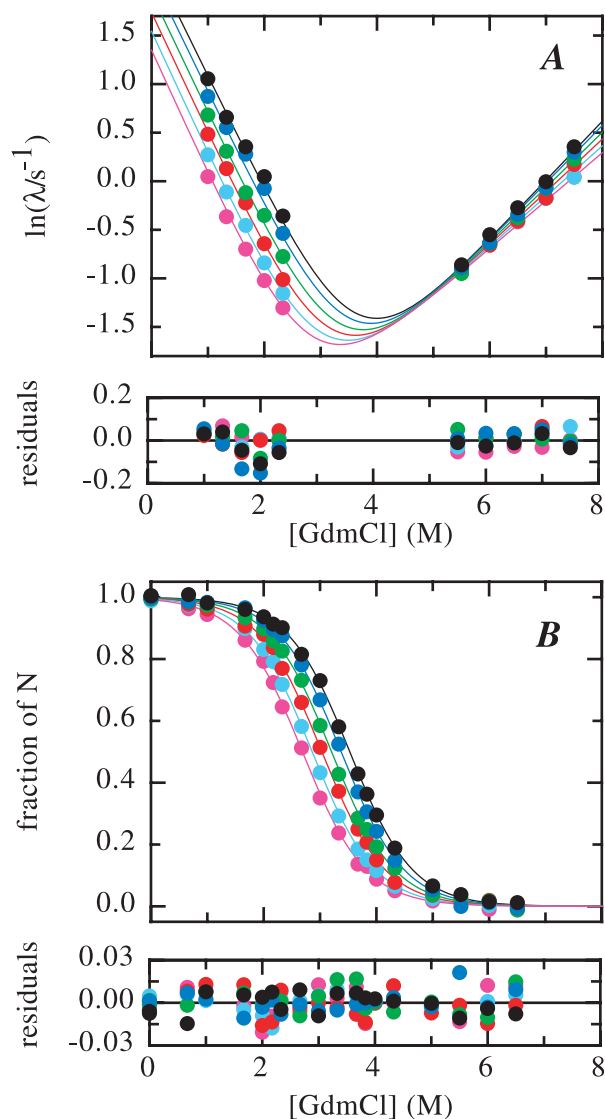 A
1.5
1.0
0.5
0.0
-0.5
-1.0
-1.5
ln(λ/s⁻¹)
0.2
0.0
-0.2
residuals
0 2 4 6 8
[GdmCl] (M)
B
1.0
0.8
0.6
0.4
0.2
0.0
fraction of N
0.03
0.00
-0.03
residuals
0 2 4 6 8
[GdmCl] (M)